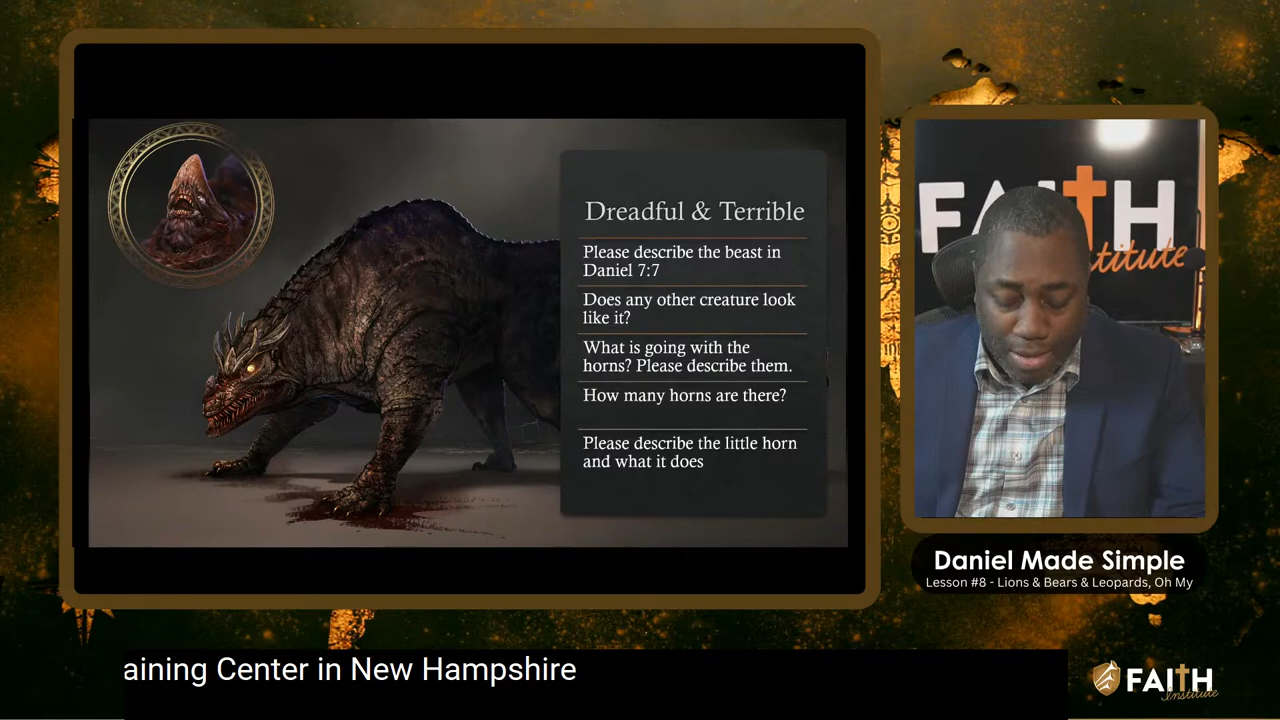 Dreadful & Terrible
Please describe the beast in
Daniel 7:7
Does any other creature look
like it?
What is going with the
horns? Please describe them.
How many horns are there?
Please describe the little horn
and what it does
FAITH
stitute
Daniel Made Simple
Lesson #8 - Lions & Bears & Leopards, Oh My
aining Center in New Hampshire
FAITH
Institute